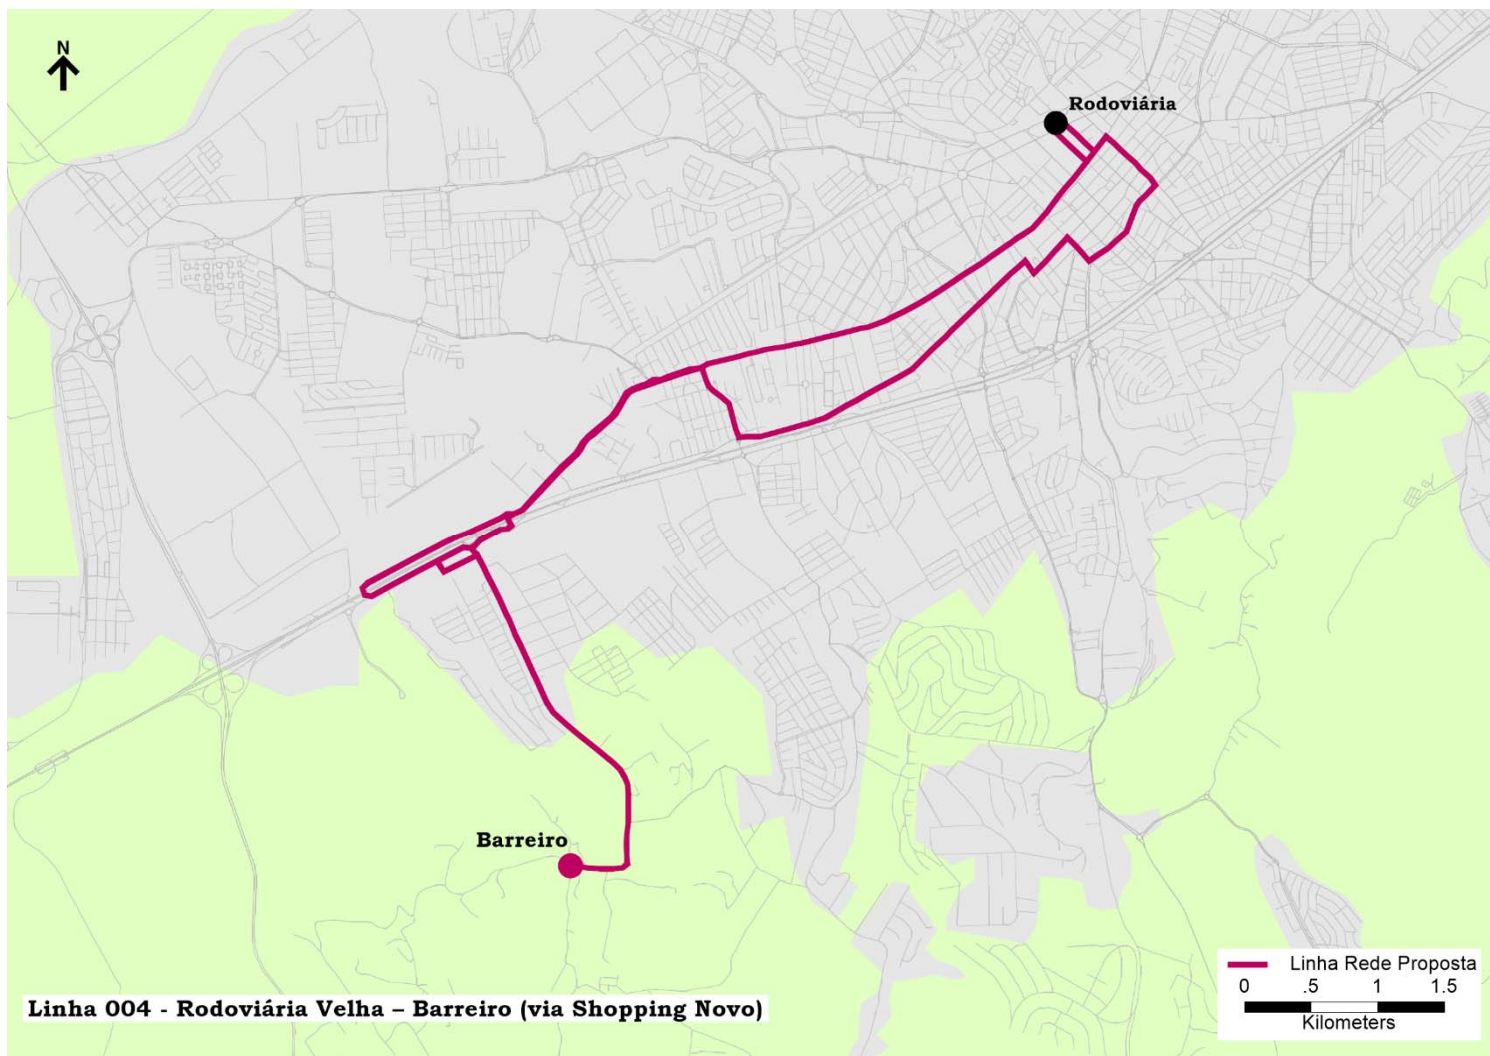 N
Rodoviária
Barreiro
Linha Rede Proposta
0 .5 1 1.5
Kilometers
Linha 004 - Rodoviária Velha – Barreiro (via Shopping Novo)